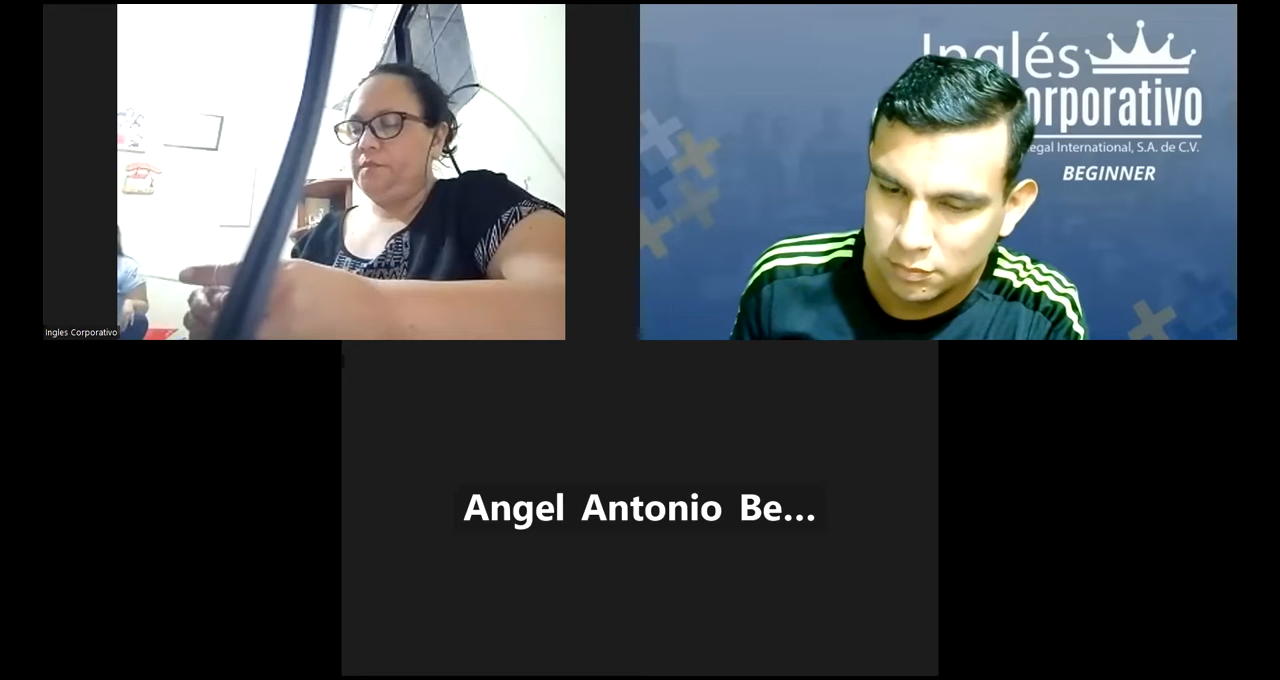 Ingles Corporativo
Inglés
orporativo
egal International, S.A. de C.V.
BEGINNER
Angel Antonio Be...